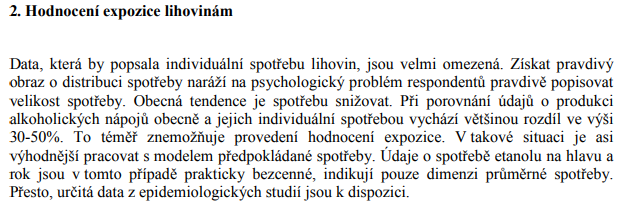 2. Hodnocení expozice lihovinám
Data, která by popsala individuální spotřebu lihovin, jsou velmi omezená. Získat pravdivý
obraz o distribuci spotřeby naráží na psychologický problém respondentů pravdivě popisovat
velikost spotřeby. Obecná tendence je spotřebu snižovat. Při porovnání údajů o produkci
alkoholických nápojů obecně a jejich individuální spotřebou vychází většinou rozdíl ve výši
30-50%. To téměř znemožňuje provedení hodnocení expozice. V takové situaci je asi
výhodnější pracovat s modelem předpokládané spotřeby. Údaje o spotřebě etanolu na hlavu a
rok jsou v tomto případě prakticky bezcenné, indikují pouze dimenzi průměrné spotřeby.
Přesto, určitá data z epidemiologických studií jsou k dispozici.